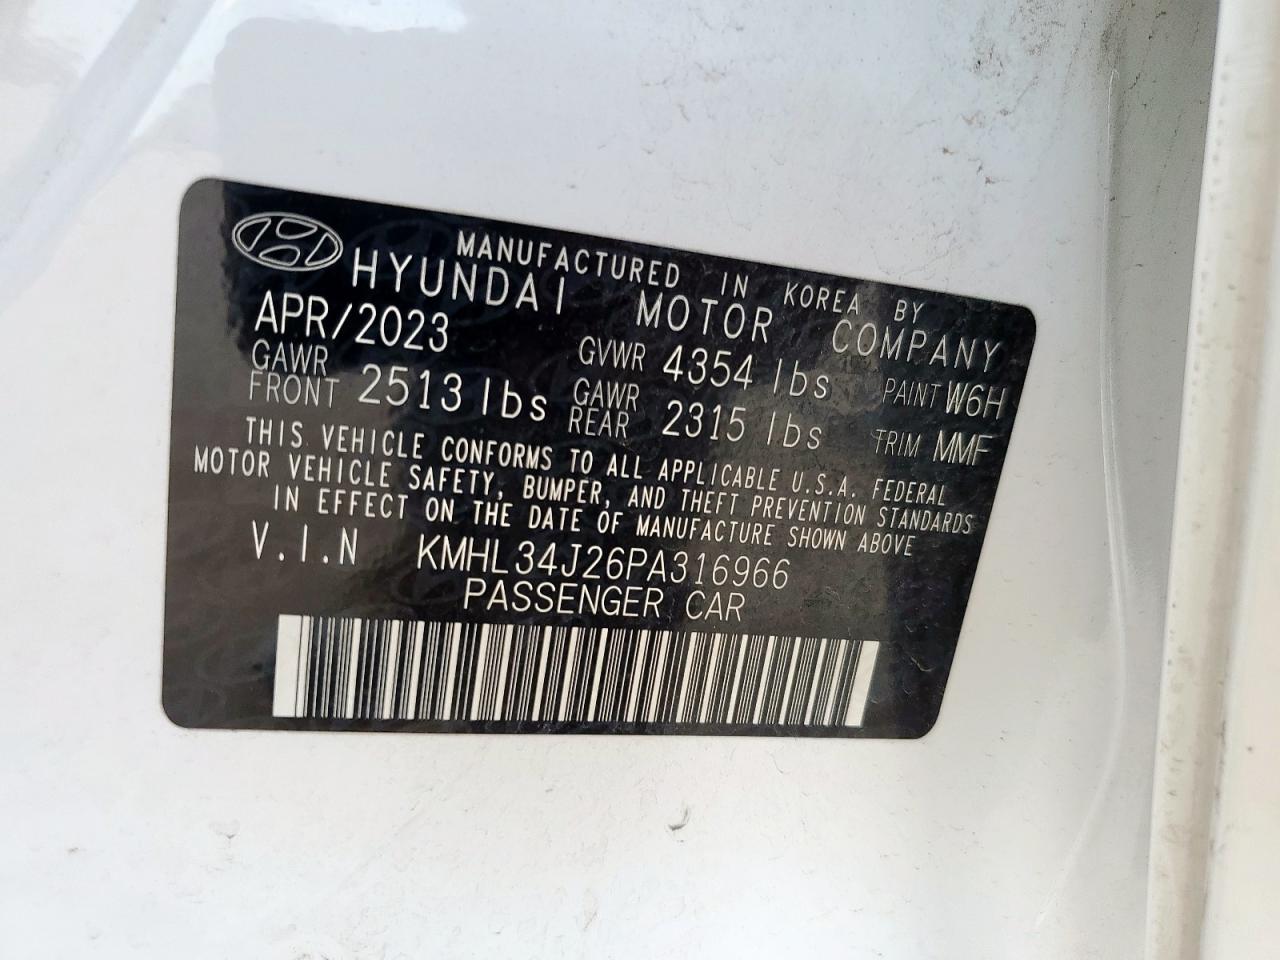 MANUFACTURED IN KOREA BY
HYUNDAI MOTOR COMPANY
APR/2023 GVWR 4354 lbs PAINT W6H
GAWR FRONT 2513 lbs GAWR REAR 2315 lbs TRIM MMF
THIS VEHICLE CONFORMS TO ALL APPLICABLE U.S.A. FEDERAL
MOTOR VEHICLE SAFETY, BUMPER, AND THEFT PREVENTION STANDARDS
IN EFFECT ON THE DATE OF MANUFACTURE SHOWN ABOVE
V.I.N KMHL34J26PA316966
PASSENGER CAR